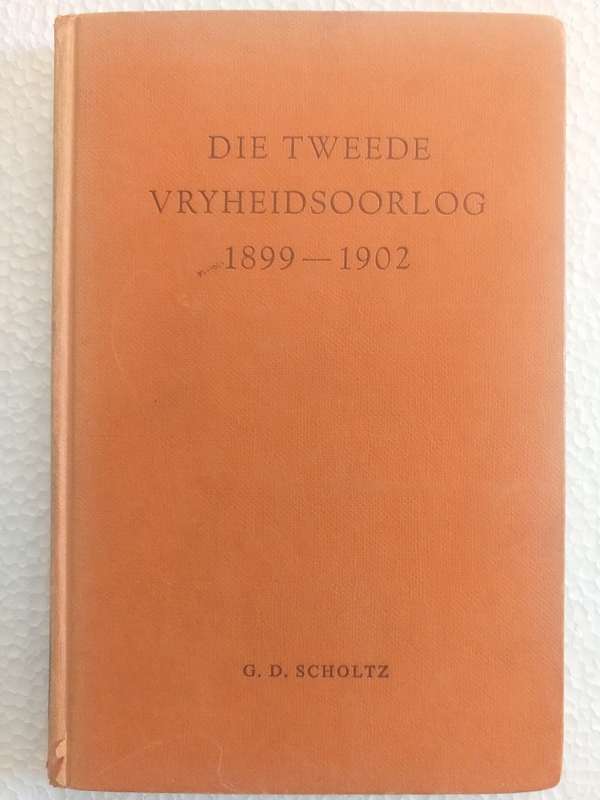 DIE TWEEDE
VRYHEIDSOORLOG
1899 — 1902
G. D. SCHOLTZ